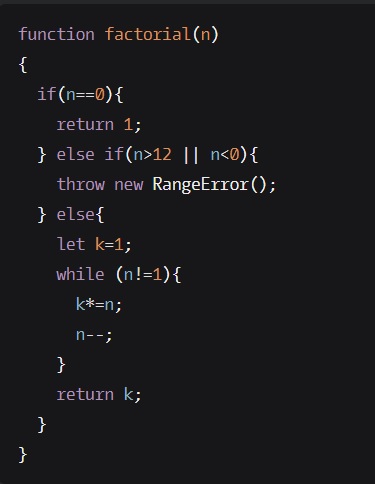 function factorial(n)
{
  if(n==0){
    return 1;
  } else if(n>12 || n<0){
    throw new RangeError();
  } else{
    let k=1;
    while (n!=1){
      k*=n;
      n--;
    }
    return k;
  }
}